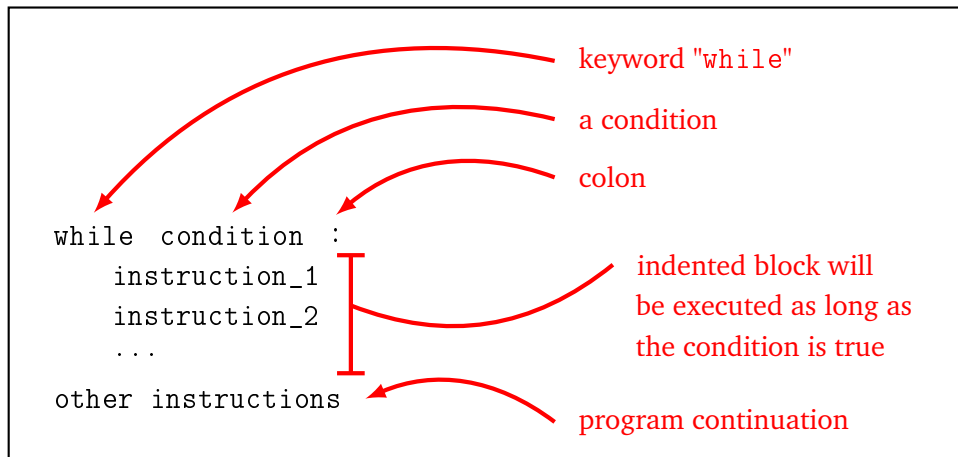 keyword "while"
a condition
colon
while condition :
instruction_1
instruction_2
...
other instructions
indented block will
be executed as long as
the condition is true
program continuation